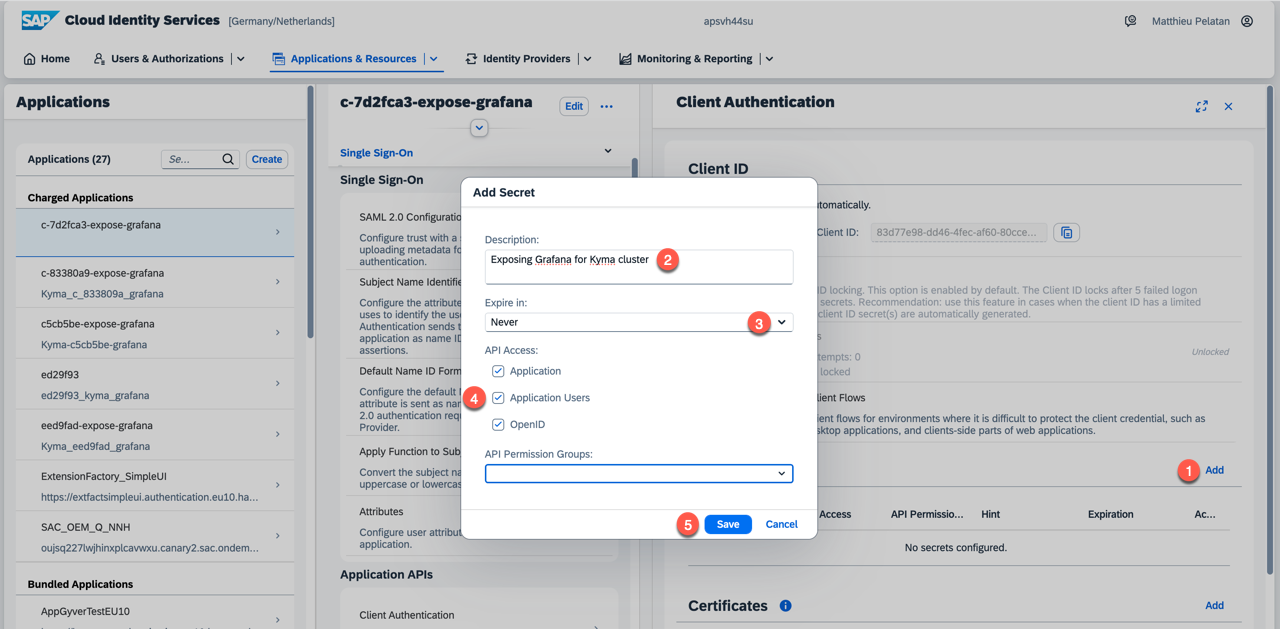 SAP Cloud Identity Services [Germany/Netherlands]
apsvh44su
Matthieu Pelatan
Home
Users & Authorizations
Applications & Resources
Identity Providers
Monitoring & Reporting
Applications
Applications (27)
Se...
Create
Charged Applications
c-7d2fca3-expose-grafana
c-83380a9-expose-grafana
Kyma_c_833809a_grafana
c5cb5be-expose-grafana
Kyma-c5cb5be-grafana
ed29f93
ed29f93_kyma_grafana
eed9fad-expose-grafana
Kyma_eed9fad_grafana
ExtensionFactory_SimpleUI
https://extfactsimpleui.authentication.eu10.ha...
SAC_OEM_Q_NNH
oujsq227lwjhinxplcavwxu.canary2.sac.ondem...
Bundled Applications
AppGyverTestEU10
c-7d2fca3-expose-grafana
Edit
Single Sign-On
Single Sign-On
SAML 2.0 Configuratio
Configure trust with a s
uploading metadata fo
authentication.
Subject Name Identifie
Configure the attribute
uses to identify the use
Authentication sends t
application as name ID
assertions.
Default Name ID Form
Configure the default
attribute is sent as nam
2.0 authentication requ
Provider.
Apply Function to Sub
Convert the subject na
uppercase or lowercas
Attributes
Configure user attribut
application.
Application APIs
Client Authentication
Add Secret
Description:
Exposing Grafana for Kyma cluster
2
Expire in:
Never
3
API Access:
Application
4
Application Users
OpenID
API Permission Groups:
5
Save
Cancel
Client Authentication
Client ID
utomatically.
Client ID:
83d77e98-dd46-4fec-af60-80cce...
ID locking. This option is enabled by default. The Client ID locks after 5 failed logon
secrets. Recommendation: use this feature in cases when the client ID has a limited
client ID secret(s) are automatically generated.
s
tempts: 0
locked
Unlocked
lient Flows
ient flows for environments where it is difficult to protect the client credential, such as
sktop applications, and clients-side parts of web applications.
1
Add
Access
API Permissio...
Hint
Expiration
Ac...
No secrets configured.
Certificates
Add